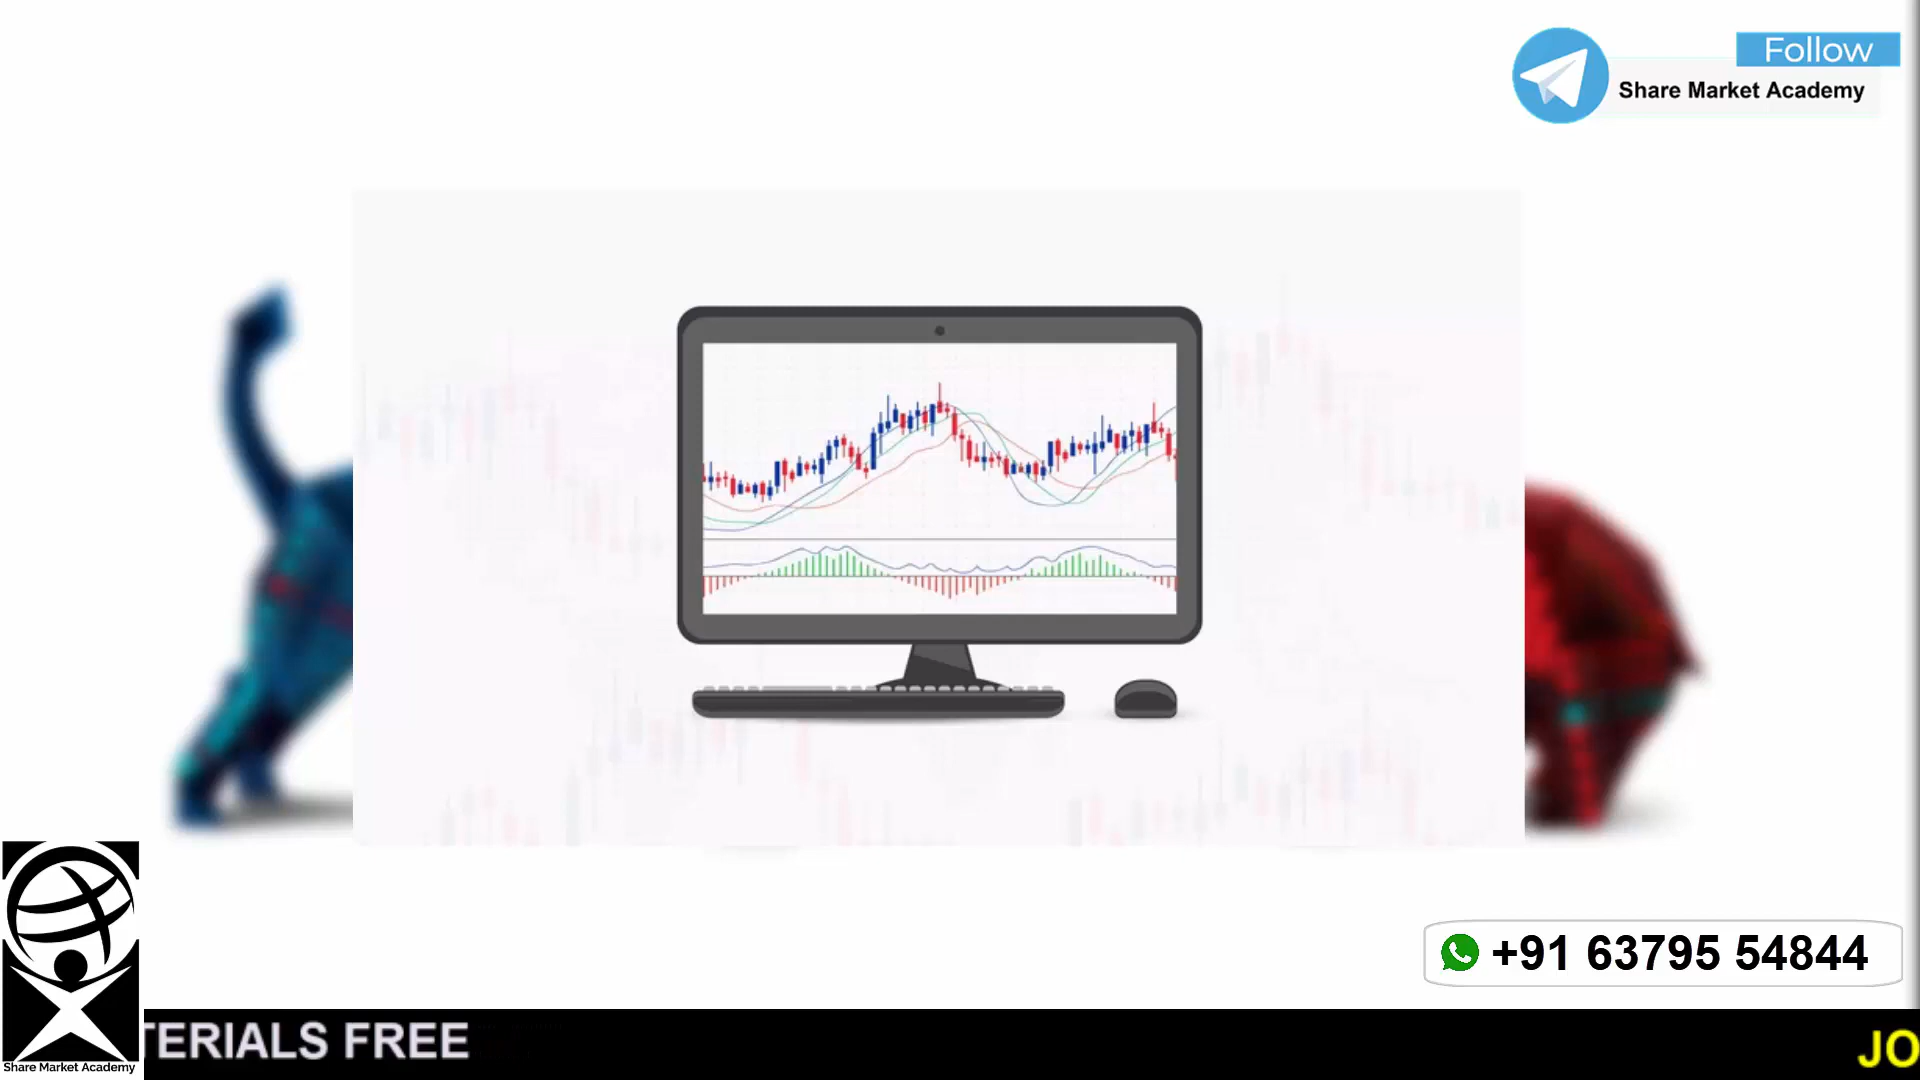 Follow
Share Market Academy
+91 63795 54844
TERIALS FREE
JO
Share Market Academy